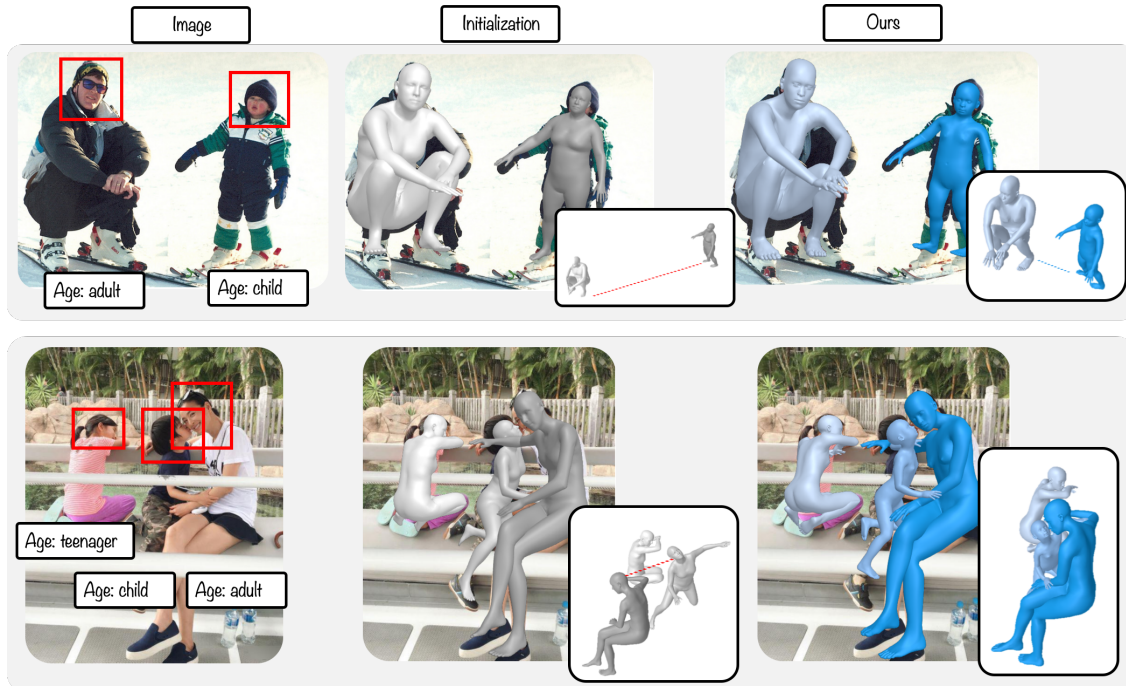 Image
Initialization
Ours
Age: adult
Age: child
Age: teenager
Age: child
Age: adult